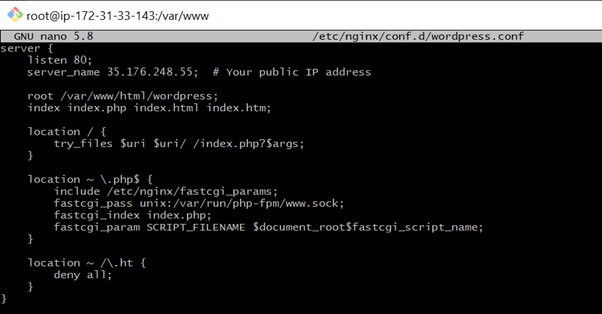 root@ip-172-31-33-143:/var/www
GNU nano 5.8 /etc/nginx/conf.d/wordpress.conf
server {
    listen 80;
    server_name 35.176.248.55;  # Your public IP address
    root /var/www/html/wordpress;
    index index.php index.html index.htm;
    location / {
        try_files $uri $uri/ /index.php?$args;
    }
    location ~ \.php$ {
        include /etc/nginx/fastcgi_params;
        fastcgi_pass unix:/var/run/php-fpm/www.sock;
        fastcgi_index index.php;
        fastcgi_param SCRIPT_FILENAME $document_root$fastcgi_script_name;
    }
    location ~ /\.ht {
        deny all;
    }
}